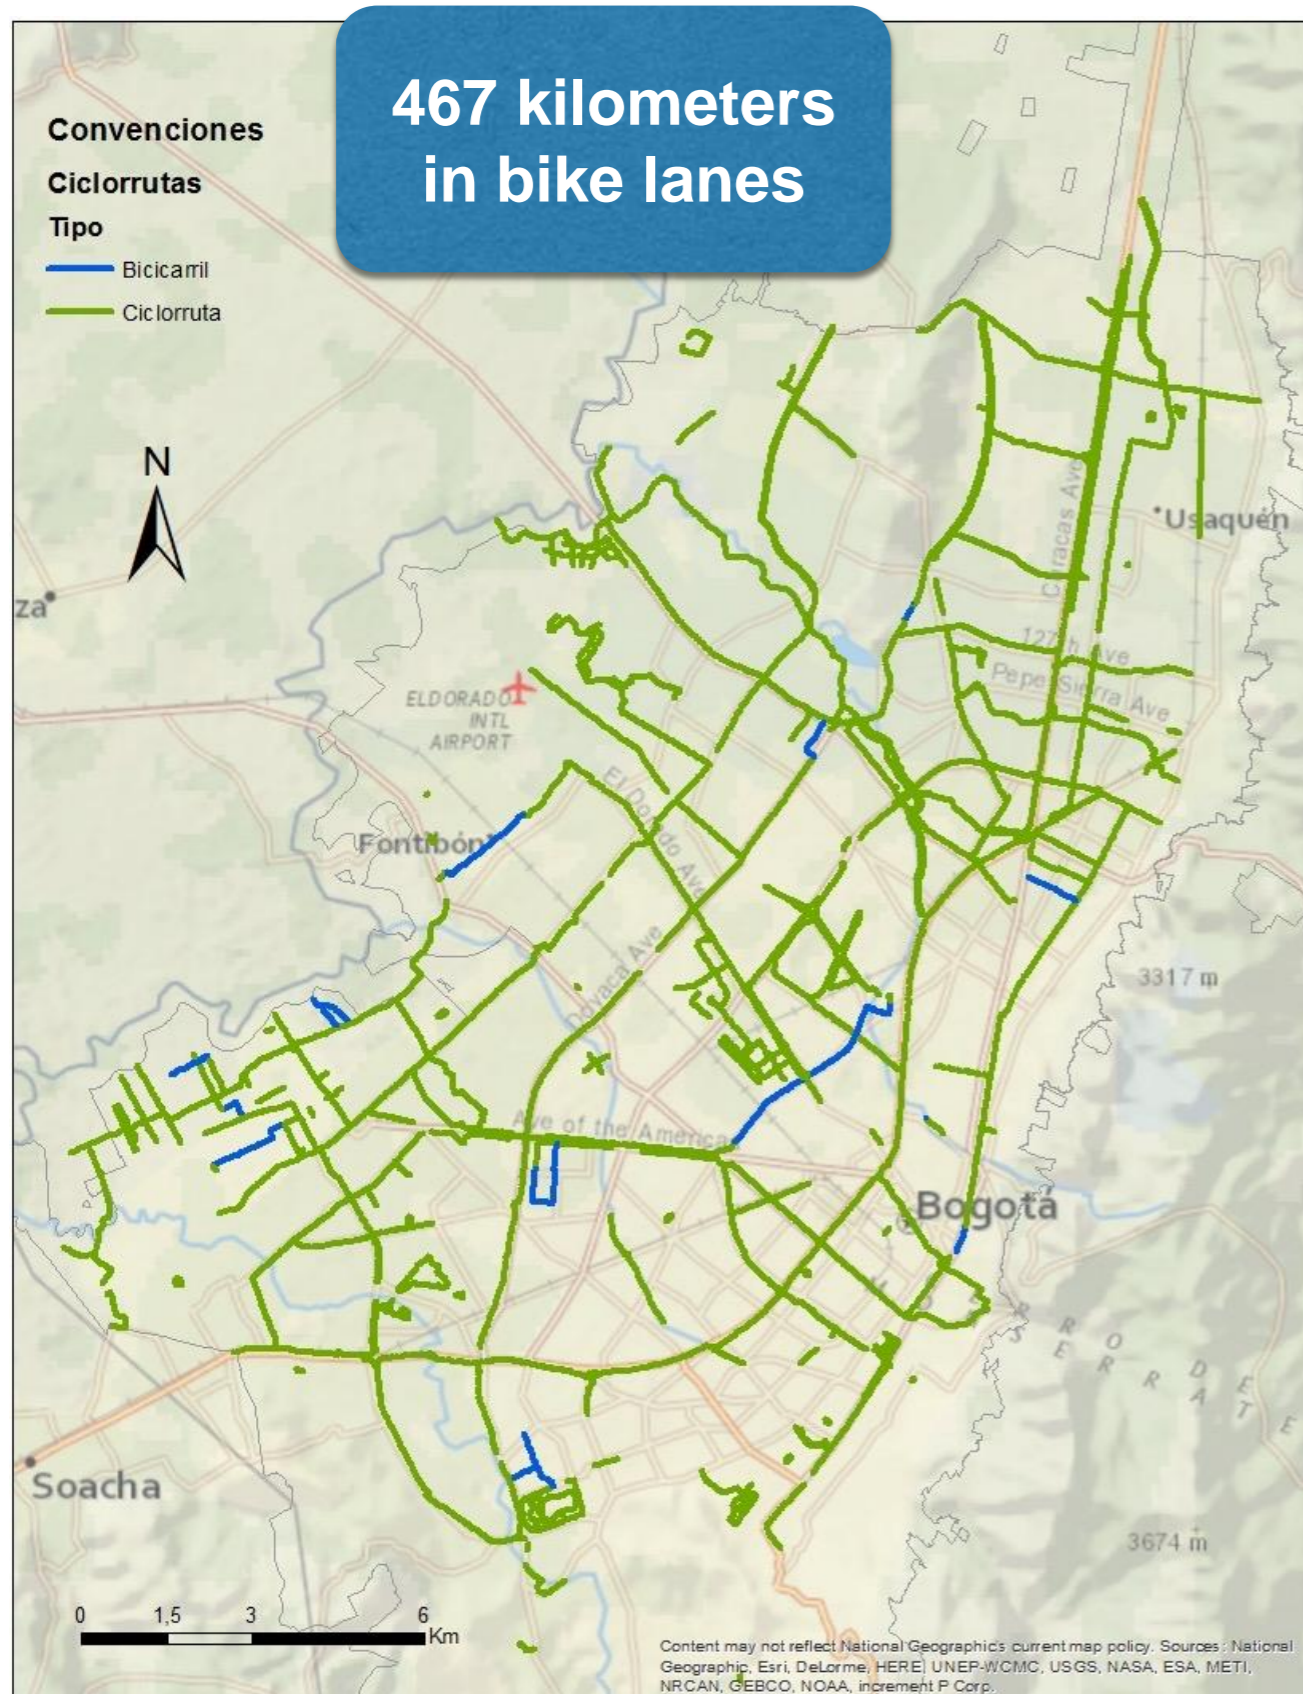 467 kilometers
in bike lanes
Convenciones
Ciclorrutas
Tipo
Bicicarril
Ciclorruta
N
Usaquén
Caracas Ave
za
127th Ave
Pepe Sierra Ave
ELDORADO
INTL
AIRPORT
El Dorado Ave
Fontibón
Boyaca Ave
3317 m
Ave of the Americas
Bogotá
Soacha
3674 m
0 1,5 3 6
Km
Content may not reflect National Geographic's current map policy. Sources: National
Geographic, Esri, DeLorme, HERE, UNEP-WCMC, USGS, NASA, ESA, METI,
NRCAN, GEBCO, NOAA, increment P Corp.